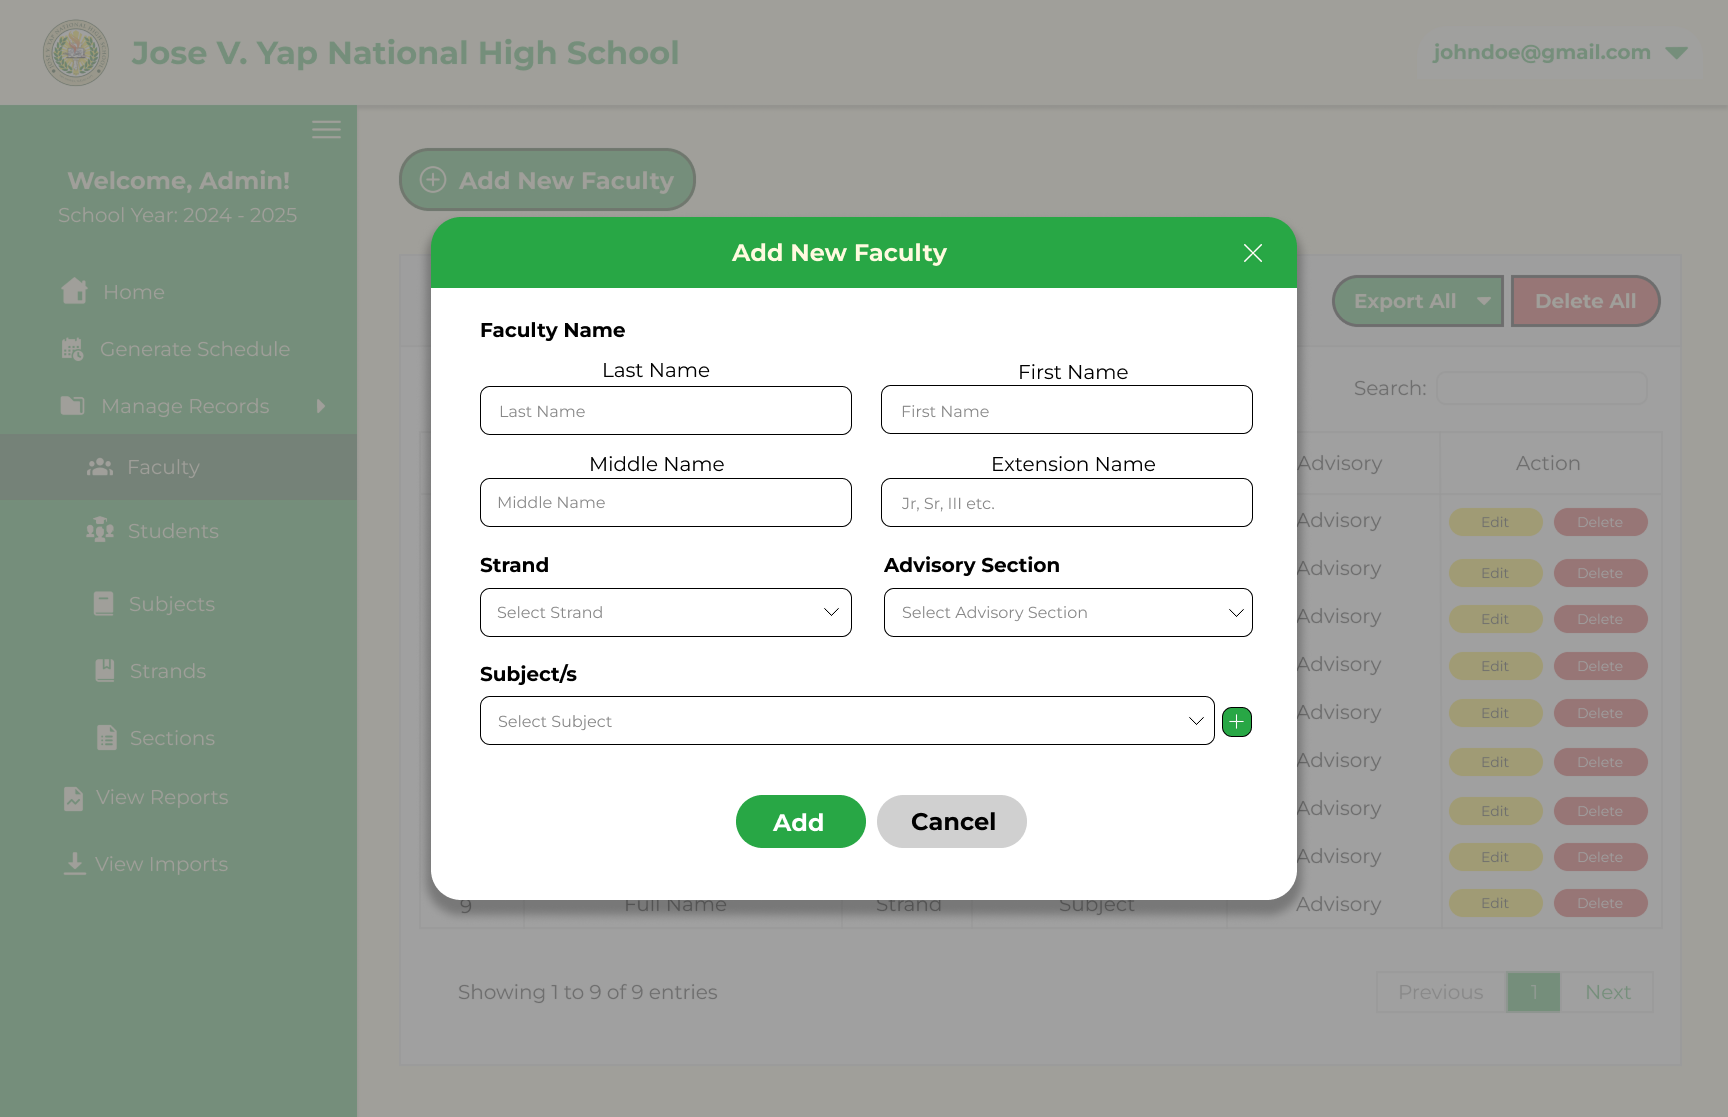 Jose V. Yap National High School
johndoe@gmail.com
Welcome, Admin!
School Year: 2024 - 2025
Home
Generate Schedule
Manage Records
Faculty
Students
Subjects
Strands
Sections
View Reports
View Imports
Add New Faculty
Export All
Delete All
Search:
Advisory
Action
Advisory
Edit
Delete
Advisory
Edit
Delete
Advisory
Edit
Delete
Advisory
Edit
Delete
Advisory
Edit
Delete
Advisory
Edit
Delete
Advisory
Edit
Delete
Advisory
Edit
Delete
9
Full Name
Strand
Subject
Advisory
Edit
Delete
Showing 1 to 9 of 9 entries
Previous
1
Next
Add New Faculty
Faculty Name
Last Name
First Name
Last Name
First Name
Middle Name
Extension Name
Middle Name
Jr, Sr, III etc.
Strand
Advisory Section
Select Strand
Select Advisory Section
Subject/s
Select Subject
Add
Cancel